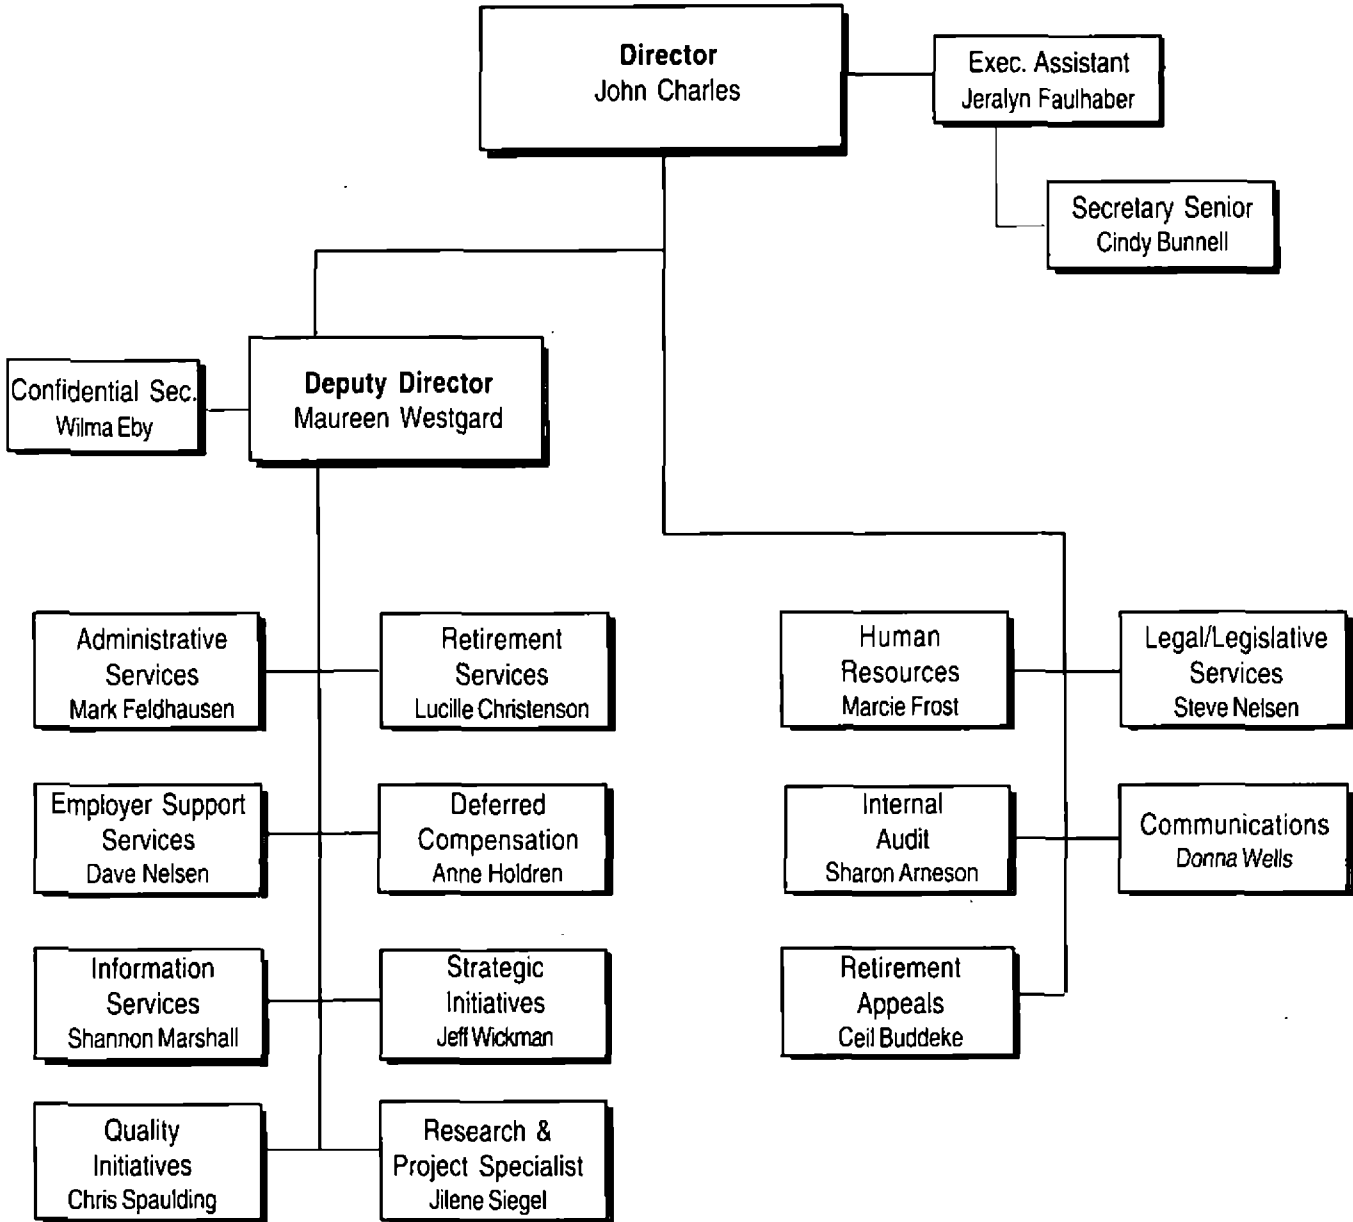 Director
John Charles
Exec. Assistant
Jeralyn Faulhaber
Secretary Senior
Cindy Bunnell
Confidential Sec.
Wilma Eby
Deputy Director
Maureen Westgard
Administrative
Services
Mark Feldhausen
Retirement
Services
Lucille Christenson
Human
Resources
Marcie Frost
Legal/Legislative
Services
Steve Nelsen
Employer Support
Services
Dave Nelsen
Deferred
Compensation
Anne Holdren
Internal
Audit
Sharon Arneson
Communications
Donna Wells
Information
Services
Shannon Marshall
Strategic
Initiatives
Jeff Wickman
Retirement
Appeals
Ceil Buddeke
Quality
Initiatives
Chris Spaulding
Research &
Project Specialist
Jilene Siegel